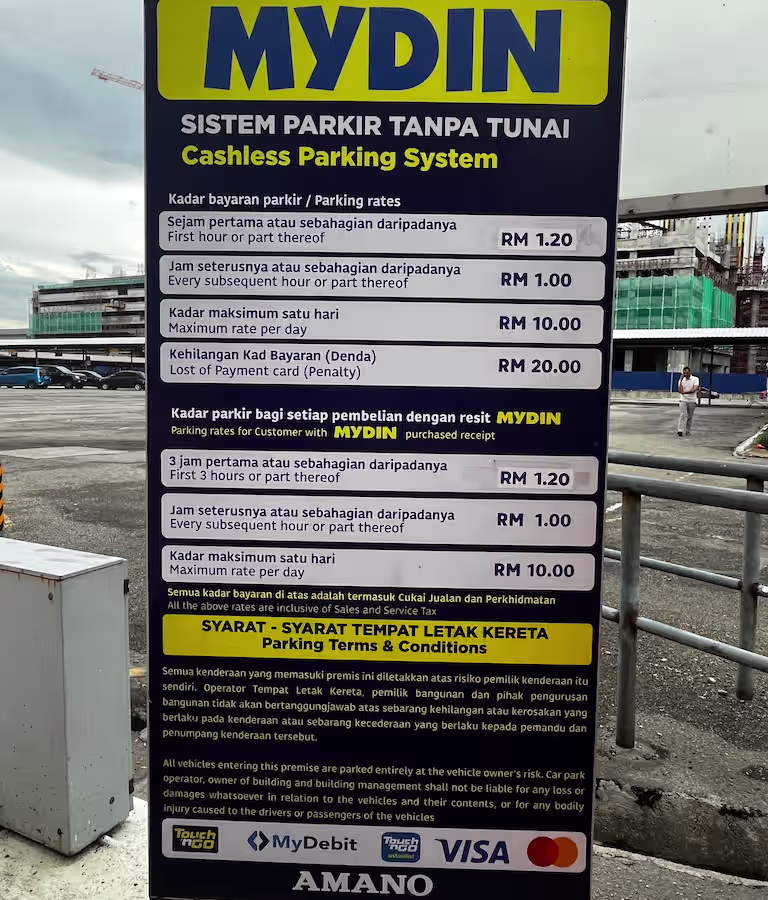 MYDIN
SISTEM PARKIR TANPA TUNAI
Cashless Parking System
Kadar bayaran parkir / Parking rates
Sejam pertama atau sebahagian daripadanya
First hour or part thereof
RM 1.20
Jam seterusnya atau sebahagian daripadanya
Every subsequent hour or part thereof
RM 1.00
Kadar maksimum satu hari
Maximum rate per day
RM 10.00
Kehilangan Kad Bayaran (Denda)
Lost of Payment card (Penalty)
RM 20.00
Kadar parkir bagi setiap pembelian dengan resit MYDIN
Parking rates for Customer with MYDIN purchased receipt
3 jam pertama atau sebahagian daripadanya
First 3 hours or part thereof
RM 1.20
Jam seterusnya atau sebahagian daripadanya
Every subsequent hour or part thereof
RM 1.00
Kadar maksimum satu hari
Maximum rate per day
RM 10.00
Semua kadar bayaran di atas adalah termasuk Cukai Jualan dan Perkhidmatan
All the above rates are inclusive of Sales and Service Tax
SYARAT - SYARAT TEMPAT LETAK KERETA
Parking Terms & Conditions
Semua kenderaan yang memasuki premis ini diletakkan atas risiko pemilik kenderaan itu
sendiri. Operator Tempat Letak Kereta, pemilik bangunan dan pihak pengurusan
bangunan tidak akan bertanggungjawab atas sebarang kehilangan atau kerosakan yang
berlaku pada kenderaan atau sebarang kecederaan yang berlaku kepada pemandu dan
penumpang kenderaan tersebut.
All vehicles entering this premise are parked entirely at the vehicle owner's risk. Car park
operator, owner of building and building management shall not be liable for any loss or
damages whatsoever in relation to the vehicles and their contents, or for any bodily
injury caused to the drivers or passengers of the vehicles
Touch 'n GO
MyDebit
Touch 'n GO
VISA
AMANO